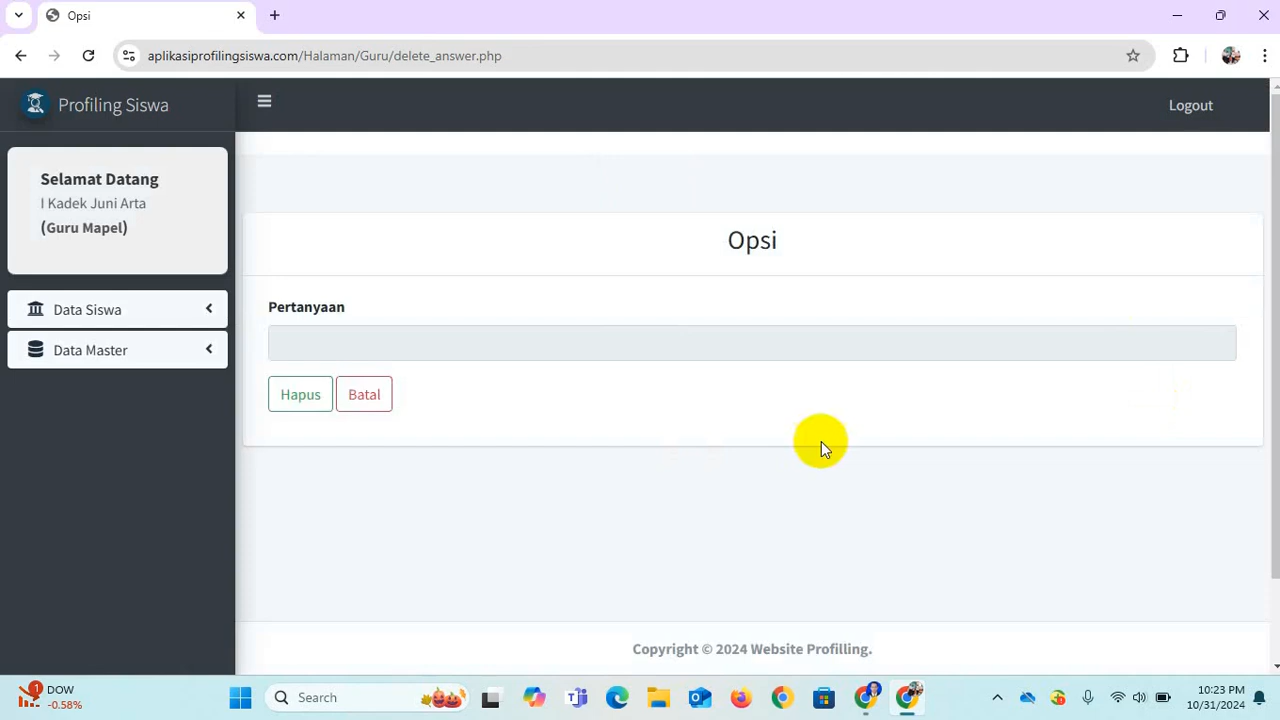 Opsi
aplikasiprofilingsiswa.com/Halaman/Guru/delete_answer.php
Profiling Siswa
Logout
Selamat Datang
I Kadek Juni Arta
(Guru Mapel)
Data Siswa
Data Master
Opsi
Pertanyaan
Hapus
Batal
Copyright © 2024 Website Profilling.
1
DOW
-0.58%
Search
10:23 PM
10/31/2024